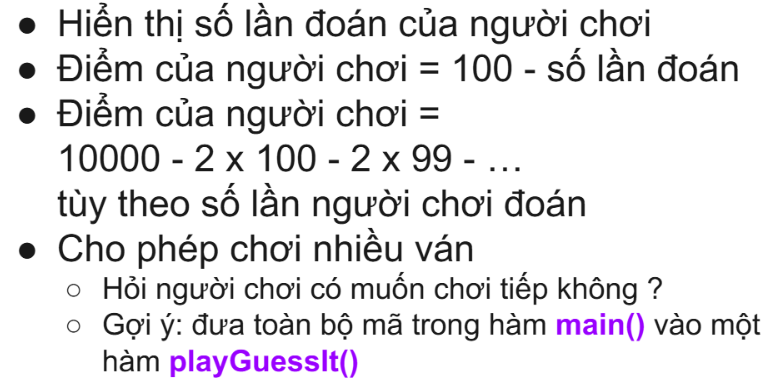 ● Hiển thị số lần đoán của người chơi
● Điểm của người chơi = 100 - số lần đoán
● Điểm của người chơi =
10000 - 2 x 100 - 2 x 99 - …
tùy theo số lần người chơi đoán
● Cho phép chơi nhiều ván
○ Hỏi người chơi có muốn chơi tiếp không ?
○ Gợi ý: đưa toàn bộ mã trong hàm main() vào một
hàm playGuessIt()